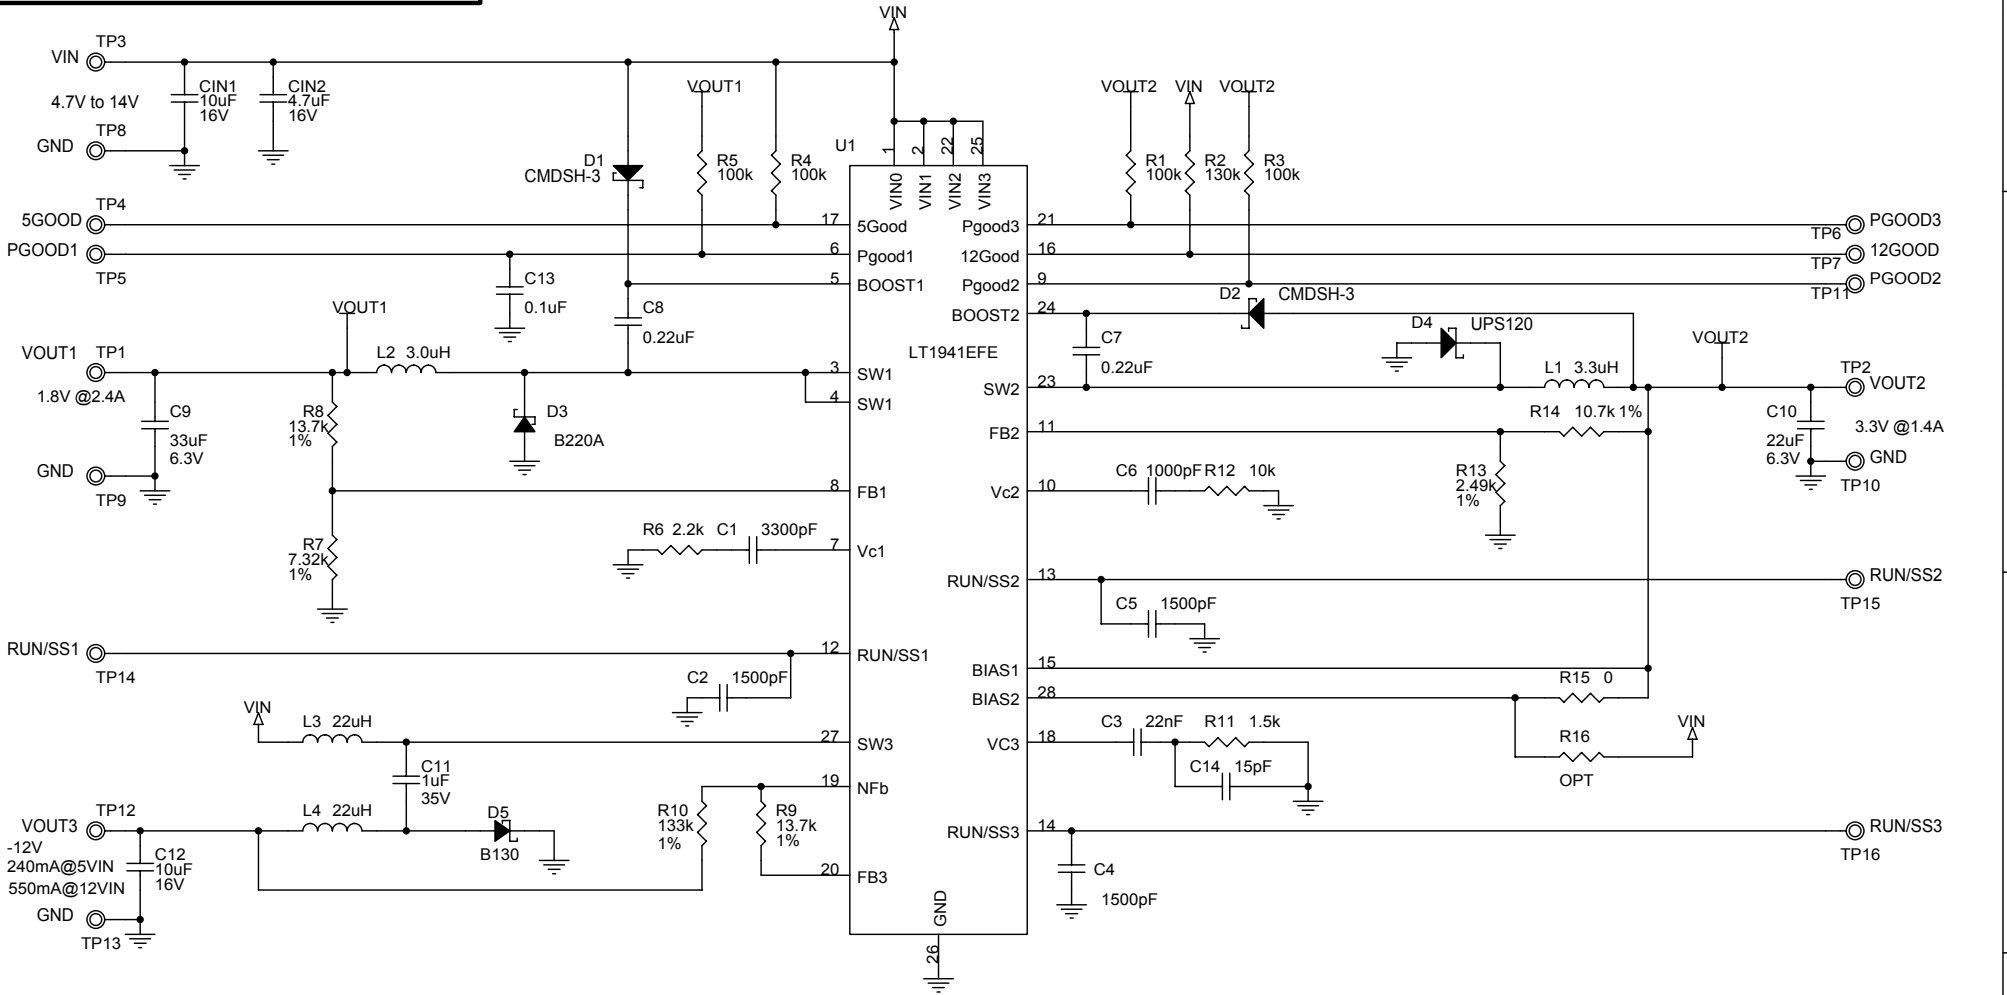 VIN
TP3
VIN
4.7V to 14V
TP8
GND
CIN1
10uF
16V
CIN2
4.7uF
16V
D1
CMDSH-3
VOUT1
R5
100k
R4
100k
U1
1
2
22
25
VIN0
VIN1
VIN2
VIN3
VOUT2
VIN
VOUT2
R1
100k
R2
130k
R3
100k
TP4
5GOOD
PGOOD1
TP5
17
5Good
6
Pgood1
5
BOOST1
Pgood3
21
12Good
16
Pgood2
9
BOOST2
24
PGOOD3
TP6
12GOOD
TP7
PGOOD2
TP11
C13
0.1uF
C8
0.22uF
D2
CMDSH-3
D4
UPS120
C7
0.22uF
LT1941EFE
VOUT1
VOUT1
TP1
1.8V @2.4A
L2 3.0uH
3
SW1
4
SW1
SW2
23
L1 3.3uH
VOUT2
TP2
VOUT2
3.3V @1.4A
C9
33uF
6.3V
R8
13.7k
1%
D3
B220A
FB2
11
R14 10.7k 1%
C10
22uF
6.3V
GND
TP10
GND
TP9
8
FB1
Vc2
10
C6 1000pF
R12 10k
R13
2.49k
1%
R7
7.32k
1%
R6 2.2k
C1 3300pF
7
Vc1
RUN/SS2
13
RUN/SS2
TP15
C5 1500pF
RUN/SS1
TP14
12
RUN/SS1
C2 1500pF
BIAS1
15
BIAS2
28
R15 0
VIN
L3 22uH
27
SW3
VC3
18
C3 22nF
R11 1.5k
C14 15pF
R16
OPT
VIN
C11
1uF
35V
19
NFb
TP12
VOUT3
-12V
240mA@5VIN
550mA@12VIN
L4 22uH
D5
B130
R10
133k
1%
R9
13.7k
1%
20
FB3
RUN/SS3
14
RUN/SS3
TP16
C12
10uF
16V
C4
1500pF
GND
TP13
GND
26